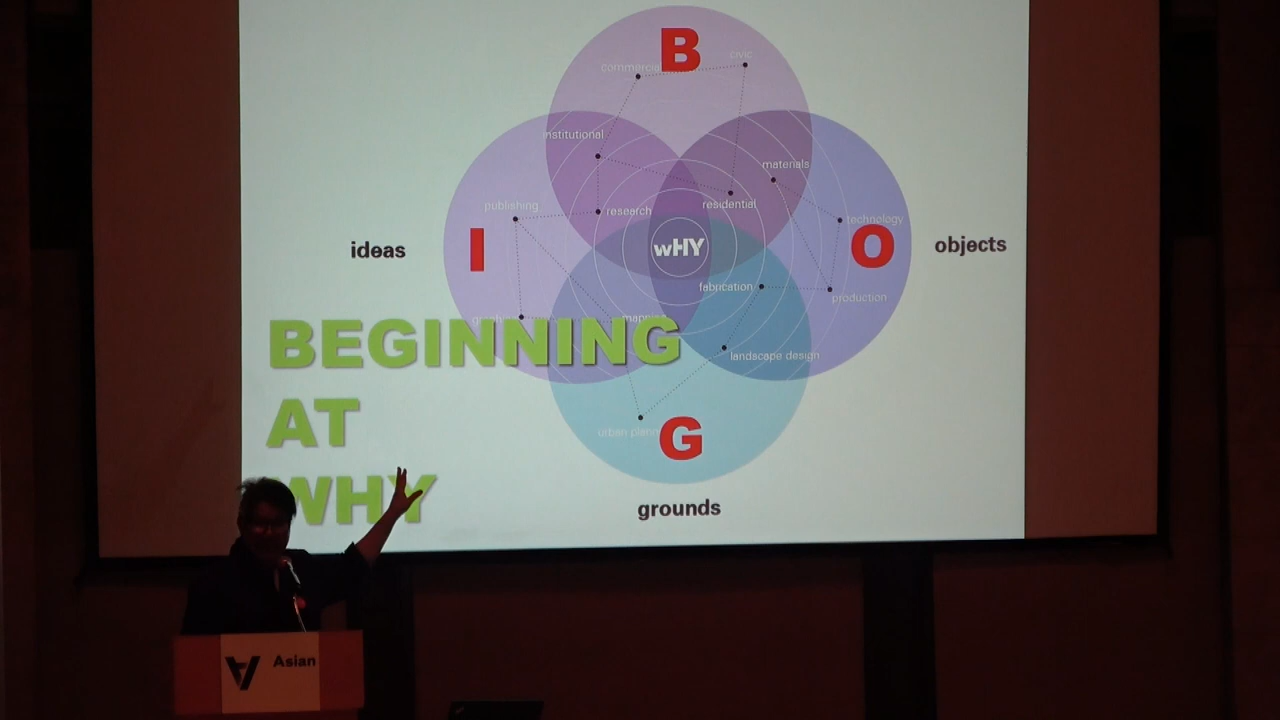 B
civic
institutional
materials
publishing
research
residential
technology
ideas
I
wHY
O
objects
fabrication
production
BEGINNING
landscape design
AT
G
WHY
grounds
Asian